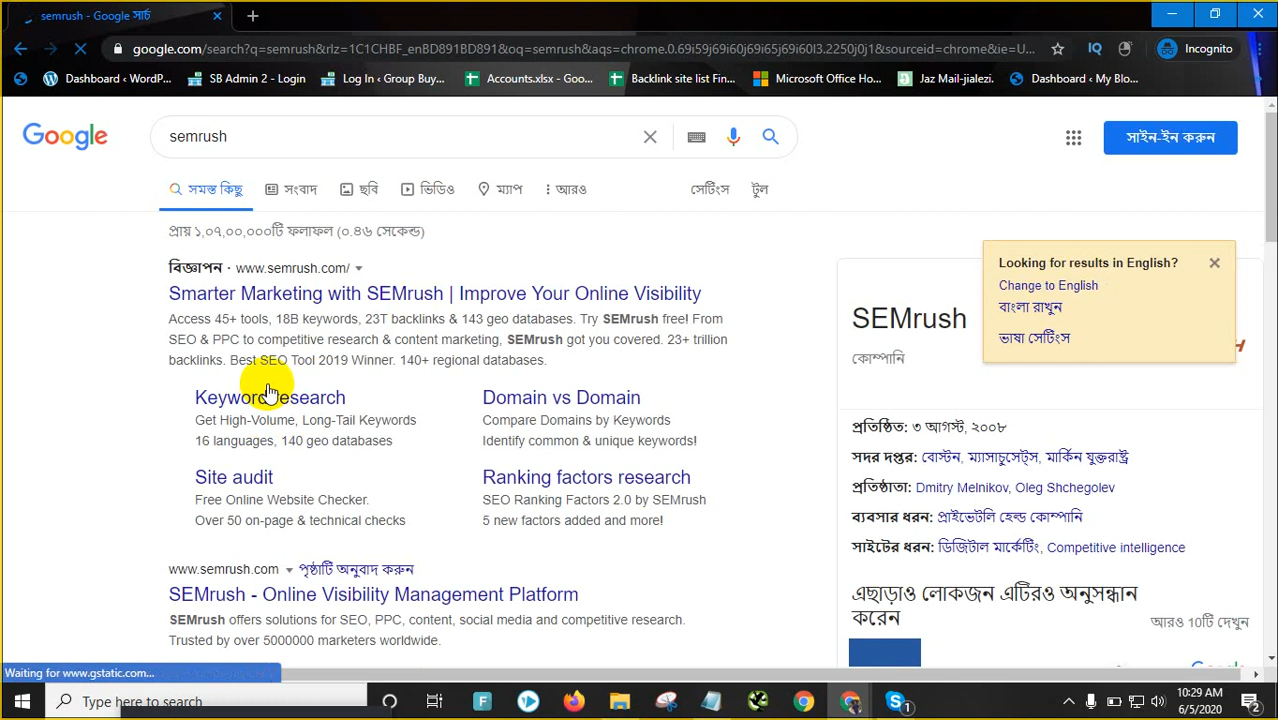 semrush - Google সার্চ
google.com/search?q=semrush&rlz=1C1CHBF_enBD891BD891&oq=semrush&aqs=chrome.0.69i59j69i60j69i65j69i60l3.2250j0j1&sourceid=chrome&ie=U...
Incognito
Dashboard ‹ WordP...
SB Admin 2 - Login
Log In ‹ Group Buy...
Accounts.xlsx - Goo...
Backlink site list Fin...
Microsoft Office Ho...
Jaz Mail-jialezi.
Dashboard ‹ My Blo...
Google
semrush
সাইন-ইন করুন
সমস্ত কিছু সংবাদ ছবি ভিডিও ম্যাপ আরও সেটিংস টুল
প্রায় ১,০৭,০০,০০০টি ফলাফল (০.৪৬ সেকেন্ড)
বিজ্ঞাপন · www.semrush.com/
Smarter Marketing with SEMrush | Improve Your Online Visibility
Access 45+ tools, 18B keywords, 23T backlinks & 143 geo databases. Try SEMrush free! From
SEO & PPC to competitive research & content marketing, SEMrush got you covered. 23+ trillion
backlinks. Best SEO Tool 2019 Winner. 140+ regional databases.
Keyword research
Get High-Volume, Long-Tail Keywords
16 languages, 140 geo databases
Domain vs Domain
Compare Domains by Keywords
Identify common & unique keywords!
Site audit
Free Online Website Checker.
Over 50 on-page & technical checks
Ranking factors research
SEO Ranking Factors 2.0 by SEMrush
5 new factors added and more!
www.semrush.com পৃষ্ঠাটি অনুবাদ করুন
SEMrush - Online Visibility Management Platform
SEMrush offers solutions for SEO, PPC, content, social media and competitive research.
Trusted by over 5000000 marketers worldwide.
Looking for results in English?
Change to English
বাংলা রাখুন
ভাষা সেটিংস
SEMrush
কোম্পানি
প্রতিষ্ঠিত: ৩ আগস্ট, ২০০৮
সদর দপ্তর: বোস্টন, ম্যাসাচুসেট্‌স, মার্কিন যুক্তরাষ্ট্র
প্রতিষ্ঠাতা: Dmitry Melnikov, Oleg Shchegolev
ব্যবসার ধরন: প্রাইভেটলি হেল্ড কোম্পানি
সাইটের ধরন: ডিজিটাল মার্কেটিং, Competitive intelligence
এছাড়াও লোকজন এটিরও অনুসন্ধান
করেন
আরও 10টি দেখুন
Waiting for www.gstatic.com...
Type here to search
10:29 AM
6/5/2020